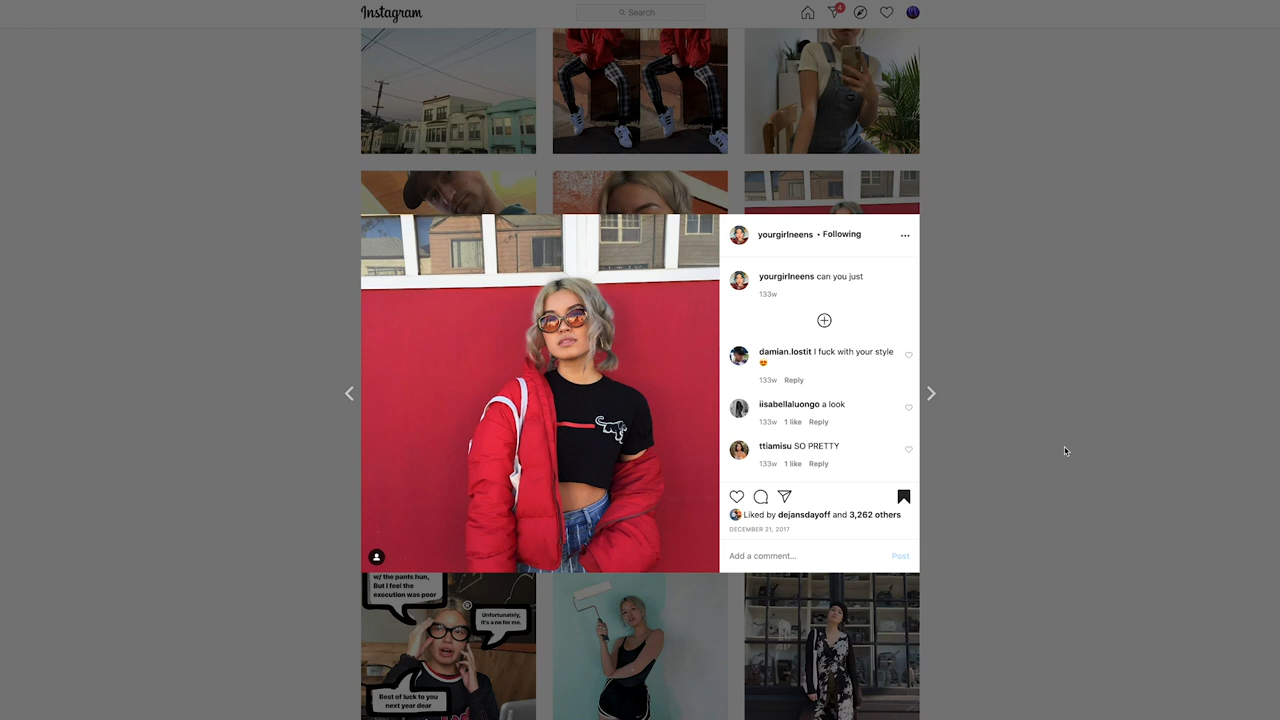 Instagram
Search
4
yourgirlneens • Following
yourgirlneens can you just
133w
damian.lostit I fuck with your style
😍
133w Reply
iisabellaluongo a look
133w 1 like Reply
ttiamisu SO PRETTY
133w 1 like Reply
Liked by dejansdayoff and 3,262 others
DECEMBER 21, 2017
Add a comment... Post
w/ the pants hun,
But I feel the
execution was poor
Unfortunately,
it's a no for me.
Best of luck to you
next year dear